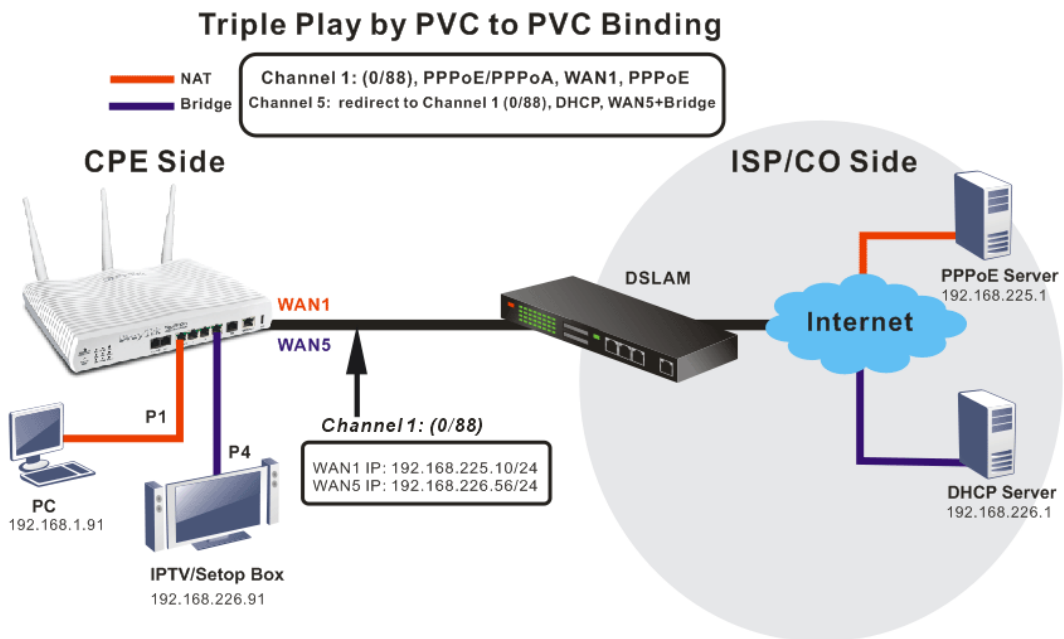 Triple Play by PVC to PVC Binding
NAT
Bridge
Channel 1: (0/88), PPPoE/PPPoA, WAN1, PPPoE
Channel 5: redirect to Channel 1 (0/88), DHCP, WAN5+Bridge
CPE Side
ISP/CO Side
WAN1
WAN5
DSLAM
Internet
PPPoE Server
192.168.225.1
P1
P4
Channel 1: (0/88)
WAN1 IP: 192.168.225.10/24
WAN5 IP: 192.168.226.56/24
PC
192.168.1.91
IPTV/Setop Box
192.168.226.91
DHCP Server
192.168.226.1